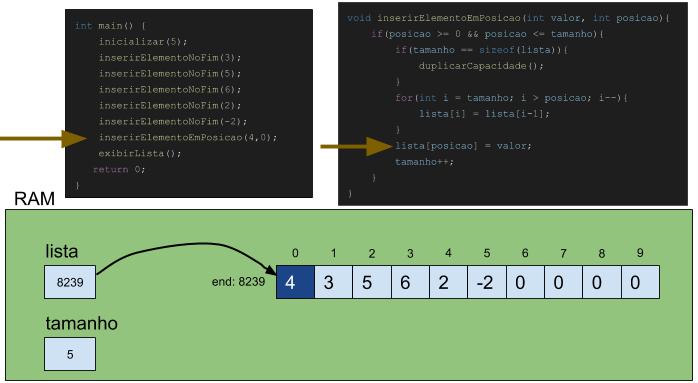 int main() {
inicializar(5);
inserirElementoNoFim(3);
inserirElementoNoFim(5);
inserirElementoNoFim(6);
inserirElementoNoFim(2);
inserirElementoNoFim(-2);
inserirElementoEmPosicao(4,0);
exibirLista();
return 0;
}
void inserirElementoEmPosicao(int valor, int posicao){
if(posicao >= 0 && posicao <= tamanho){
if(tamanho == sizeof(lista)){
duplicarCapacidade();
}
for(int i = tamanho; i > posicao; i--){
lista[i] = lista[i-1];
}
lista[posicao] = valor;
tamanho++;
}
}
RAM
lista
8239
end: 8239
0 1 2 3 4 5 6 7 8 9
4 3 5 6 2 -2 0 0 0 0
tamanho
5